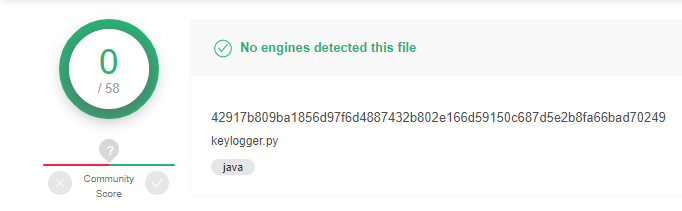 0
/ 58
?
Community
Score
No engines detected this file
42917b809ba1856d97f6d4887432b802e166d59150c687d5e2b8fa66bad70249
keylogger.py
java